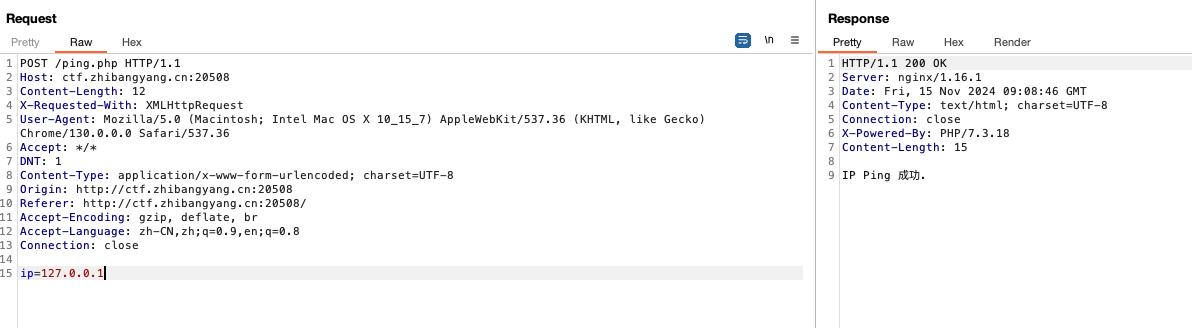 Request
Pretty Raw Hex
\n
1 POST /ping.php HTTP/1.1
2 Host: ctf.zhibangyang.cn:20508
3 Content-Length: 12
4 X-Requested-With: XMLHttpRequest
5 User-Agent: Mozilla/5.0 (Macintosh; Intel Mac OS X 10_15_7) AppleWebKit/537.36 (KHTML, like Gecko)
Chrome/130.0.0.0 Safari/537.36
6 Accept: */*
7 DNT: 1
8 Content-Type: application/x-www-form-urlencoded; charset=UTF-8
9 Origin: http://ctf.zhibangyang.cn:20508
10 Referer: http://ctf.zhibangyang.cn:20508/
11 Accept-Encoding: gzip, deflate, br
12 Accept-Language: zh-CN,zh;q=0.9,en;q=0.8
13 Connection: close
14
15 ip=127.0.0.1
Response
Pretty Raw Hex Render
1 HTTP/1.1 200 OK
2 Server: nginx/1.16.1
3 Date: Fri, 15 Nov 2024 09:08:46 GMT
4 Content-Type: text/html; charset=UTF-8
5 Connection: close
6 X-Powered-By: PHP/7.3.18
7 Content-Length: 15
8
9 IP Ping 成功.